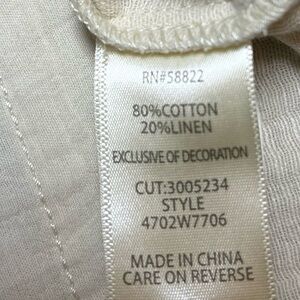 RN#58822
80%COTTON
20%LINEN
EXCLUSIVE OF DECORATION
CUT:3005234
STYLE
4702W7706
MADE IN CHINA
CARE ON REVERSE